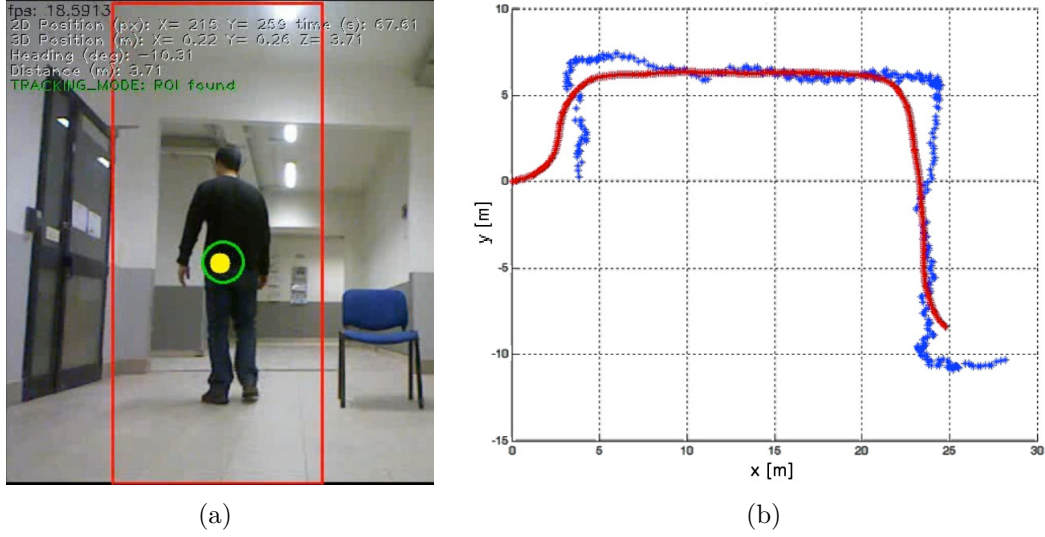 fps: 18.5913
2D Position (px): X= 215 Y= 259 time (s): 67.61
3D Position (m): X= 0.22 Y= 0.26 Z= 3.71
Heading (deg): -10.31
Distance (m): 3.71
TRACKING_MODE: ROI found
10
5
0
-5
-10
-15
y [m]
0 5 10 15 20 25 30
x [m]
(a) (b)